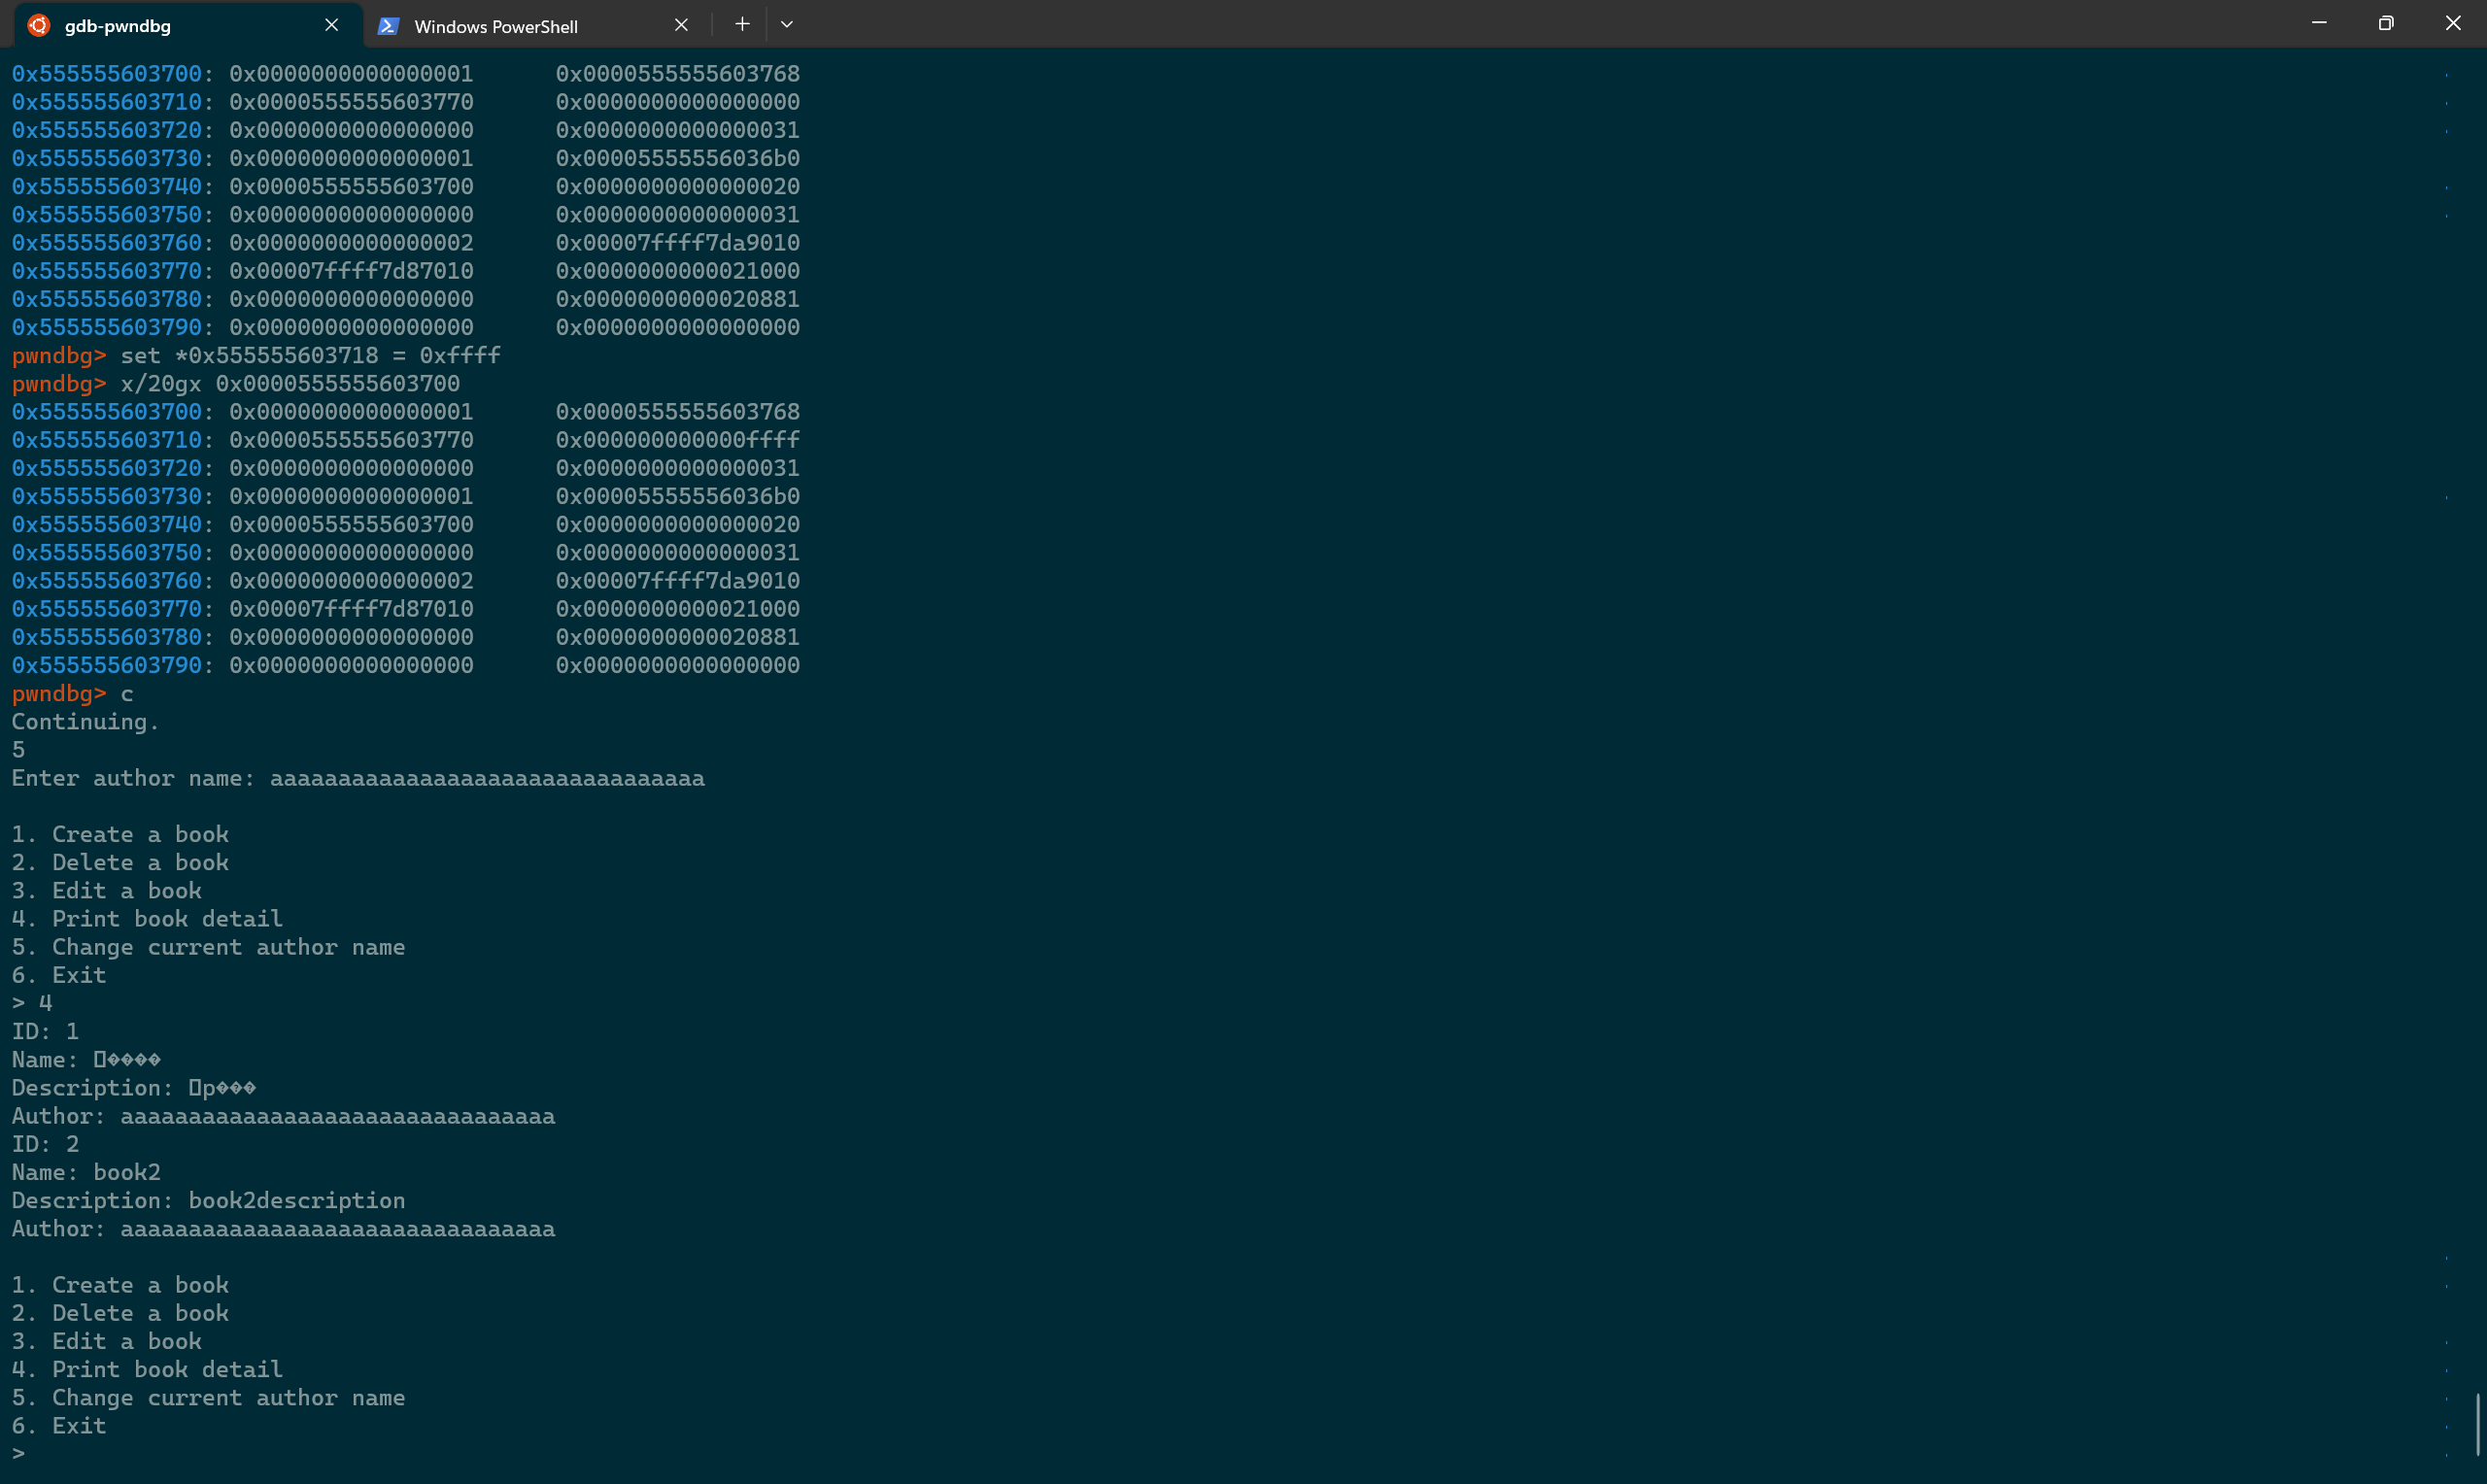 gdb-pwndbg
Windows PowerShell
0x555555603700: 0x0000000000000001 0x0000555555603768
0x555555603710: 0x0000555555603770 0x0000000000000000
0x555555603720: 0x0000000000000000 0x0000000000000031
0x555555603730: 0x0000000000000001 0x00005555556036b0
0x555555603740: 0x0000555555603700 0x0000000000000020
0x555555603750: 0x0000000000000000 0x0000000000000031
0x555555603760: 0x0000000000000002 0x00007ffff7da9010
0x555555603770: 0x00007ffff7d87010 0x0000000000021000
0x555555603780: 0x0000000000000000 0x0000000000020881
0x555555603790: 0x0000000000000000 0x0000000000000000
pwndbg> set *0x555555603718 = 0xffff
pwndbg> x/20gx 0x0000555555603700
0x555555603700: 0x0000000000000001 0x0000555555603768
0x555555603710: 0x0000555555603770 0x000000000000ffff
0x555555603720: 0x0000000000000000 0x0000000000000031
0x555555603730: 0x0000000000000001 0x00005555556036b0
0x555555603740: 0x0000555555603700 0x0000000000000020
0x555555603750: 0x0000000000000000 0x0000000000000031
0x555555603760: 0x0000000000000002 0x00007ffff7da9010
0x555555603770: 0x00007ffff7d87010 0x0000000000021000
0x555555603780: 0x0000000000000000 0x0000000000020881
0x555555603790: 0x0000000000000000 0x0000000000000000
pwndbg> c
Continuing.
5
Enter author name: aaaaaaaaaaaaaaaaaaaaaaaaaaaaaaaa
1. Create a book
2. Delete a book
3. Edit a book
4. Print book detail
5. Change current author name
6. Exit
> 4
ID: 1
Name: ▯����
Description: ▯p���
Author: aaaaaaaaaaaaaaaaaaaaaaaaaaaaaaaa
ID: 2
Name: book2
Description: book2description
Author: aaaaaaaaaaaaaaaaaaaaaaaaaaaaaaaa
1. Create a book
2. Delete a book
3. Edit a book
4. Print book detail
5. Change current author name
6. Exit
>